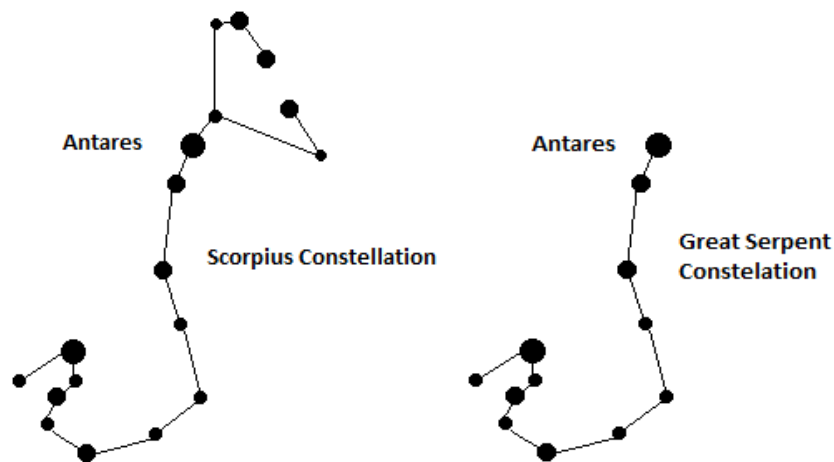 Antares
Scorpius Constellation
Antares
Great Serpent
Constelation